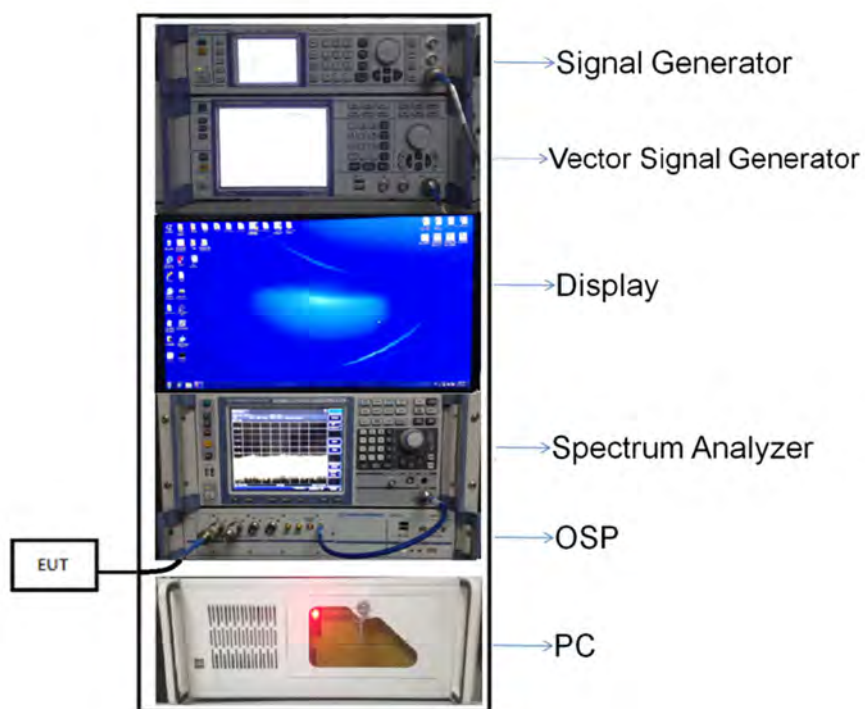 Signal Generator
Vector Signal Generator
Display
Spectrum Analyzer
OSP
EUT
PC